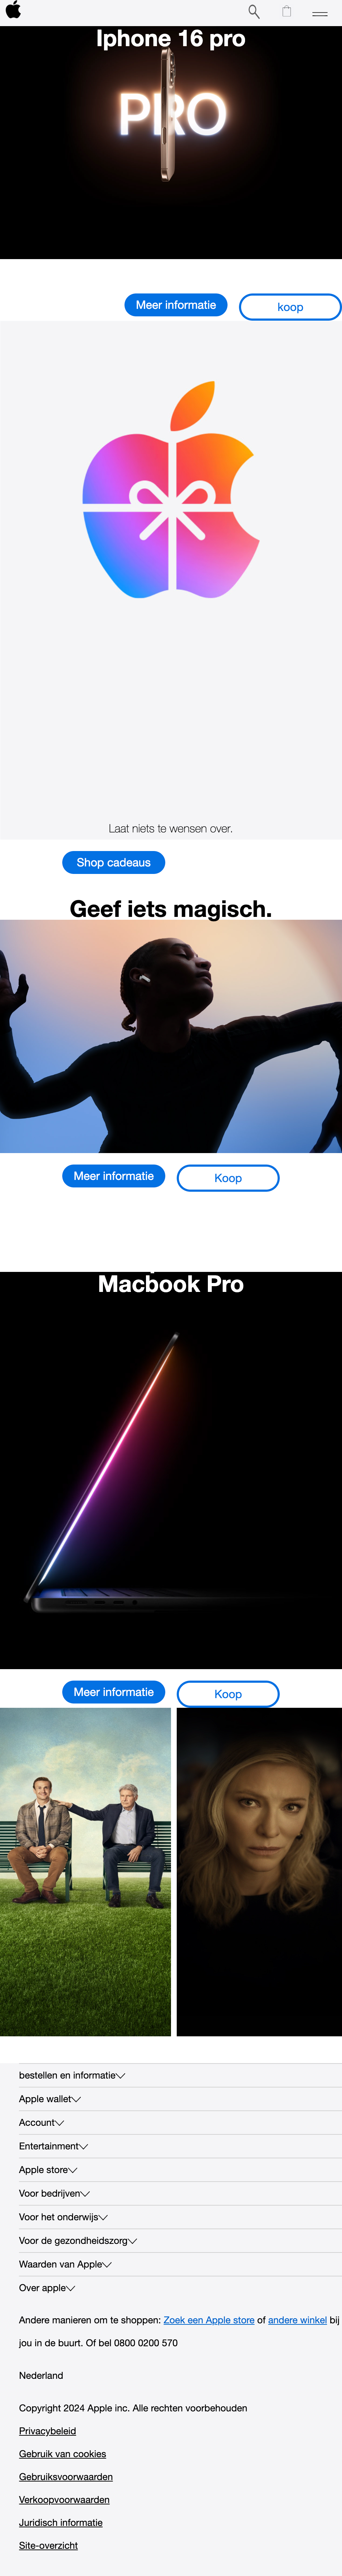 Iphone 16 pro
PRO
Meer informatie
koop
Laat niets te wensen over.
Shop cadeaus
Geef iets magisch.
Meer informatie
Koop
Macbook Pro
Meer informatie
Koop
bestellen en informatie
Apple wallet
Account
Entertainment
Apple store
Voor bedrijven
Voor het onderwijs
Voor de gezondheidszorg
Waarden van Apple
Over apple
Andere manieren om te shoppen: Zoek een Apple store of andere winkel bij
jou in de buurt. Of bel 0800 0200 570
Nederland
Copyright 2024 Apple inc. Alle rechten voorbehouden
Privacybeleid
Gebruik van cookies
Gebruiksvoorwaarden
Verkoopvoorwaarden
Juridisch informatie
Site-overzicht